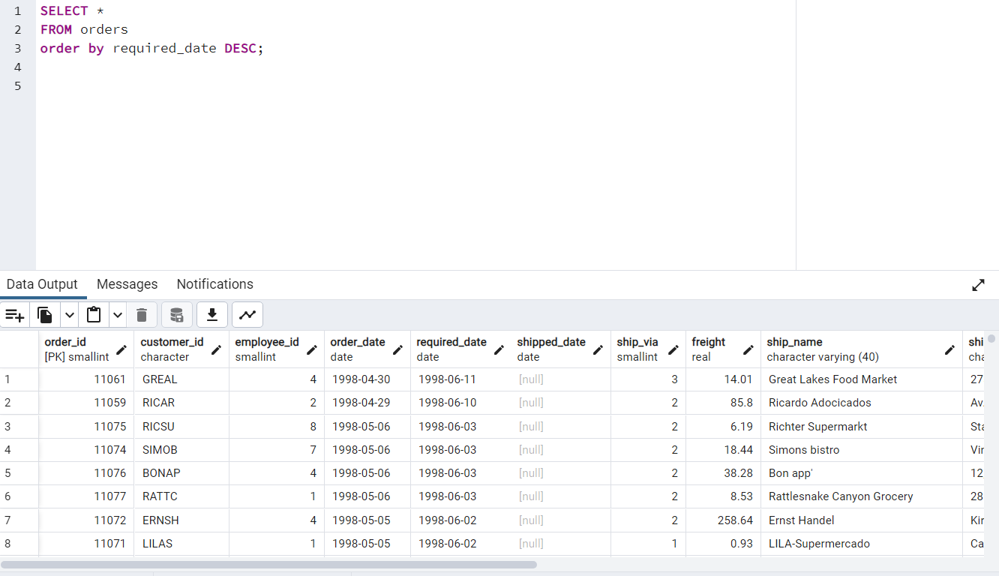 1 SELECT *
2 FROM orders
3 order by required_date DESC;
4
5
Data Output Messages Notifications
order_id customer_id employee_id order_date required_date shipped_date ship_via freight ship_name shi
[PK] smallint character smallint date date date smallint real character varying (40) cha
1 11061 GREAL 4 1998-04-30 1998-06-11 [null] 3 14.01 Great Lakes Food Market 27
2 11059 RICAR 2 1998-04-29 1998-06-10 [null] 2 85.8 Ricardo Adocicados Av.
3 11075 RICSU 8 1998-05-06 1998-06-03 [null] 2 6.19 Richter Supermarkt Sta
4 11074 SIMOB 7 1998-05-06 1998-06-03 [null] 2 18.44 Simons bistro Vin
5 11076 BONAP 4 1998-05-06 1998-06-03 [null] 2 38.28 Bon app' 12
6 11077 RATTC 1 1998-05-06 1998-06-03 [null] 2 8.53 Rattlesnake Canyon Grocery 28
7 11072 ERNSH 4 1998-05-05 1998-06-02 [null] 2 258.64 Ernst Handel Kir
8 11071 LILAS 1 1998-05-05 1998-06-02 [null] 1 0.93 LILA-Supermercado Ca